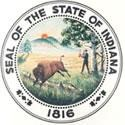 SEAL OF THE STATE OF INDIANA
1816